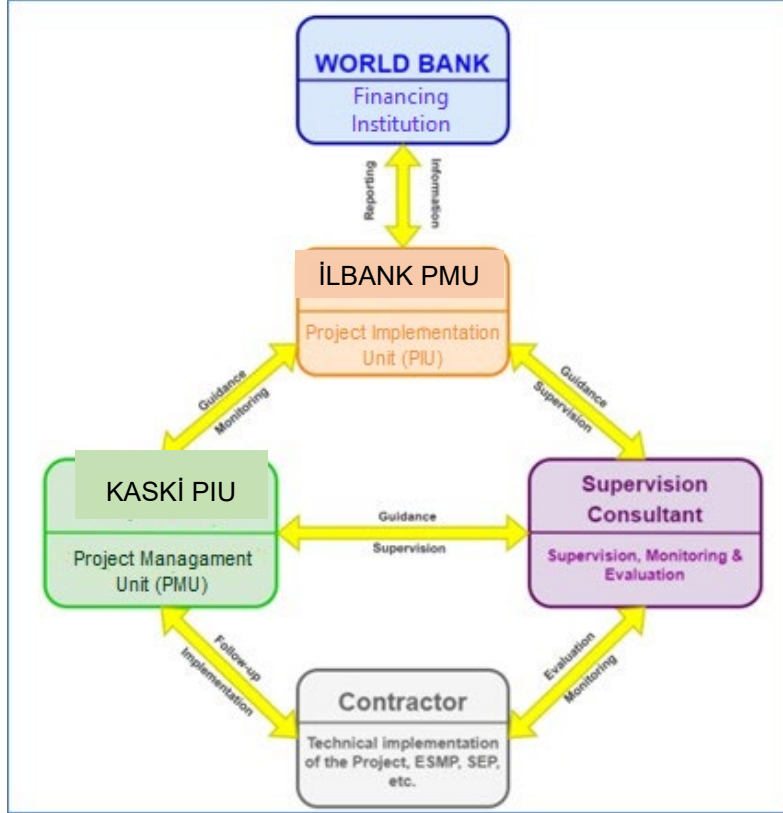 WORLD BANK
Financing
Institution
Reporting
Information
İLBANK PMU
Project Implementation
Unit (PIU)
Guidance
Monitoring
Guidance
Supervision
KASKİ PIU
Project Managament
Unit (PMU)
Guidance
Supervision
Supervision
Consultant
Supervision, Monitoring &
Evaluation
Follow-up
Implementation
Evaluation
Monitoring
Contractor
Technical implementation
of the Project, ESMP, SEP,
etc.